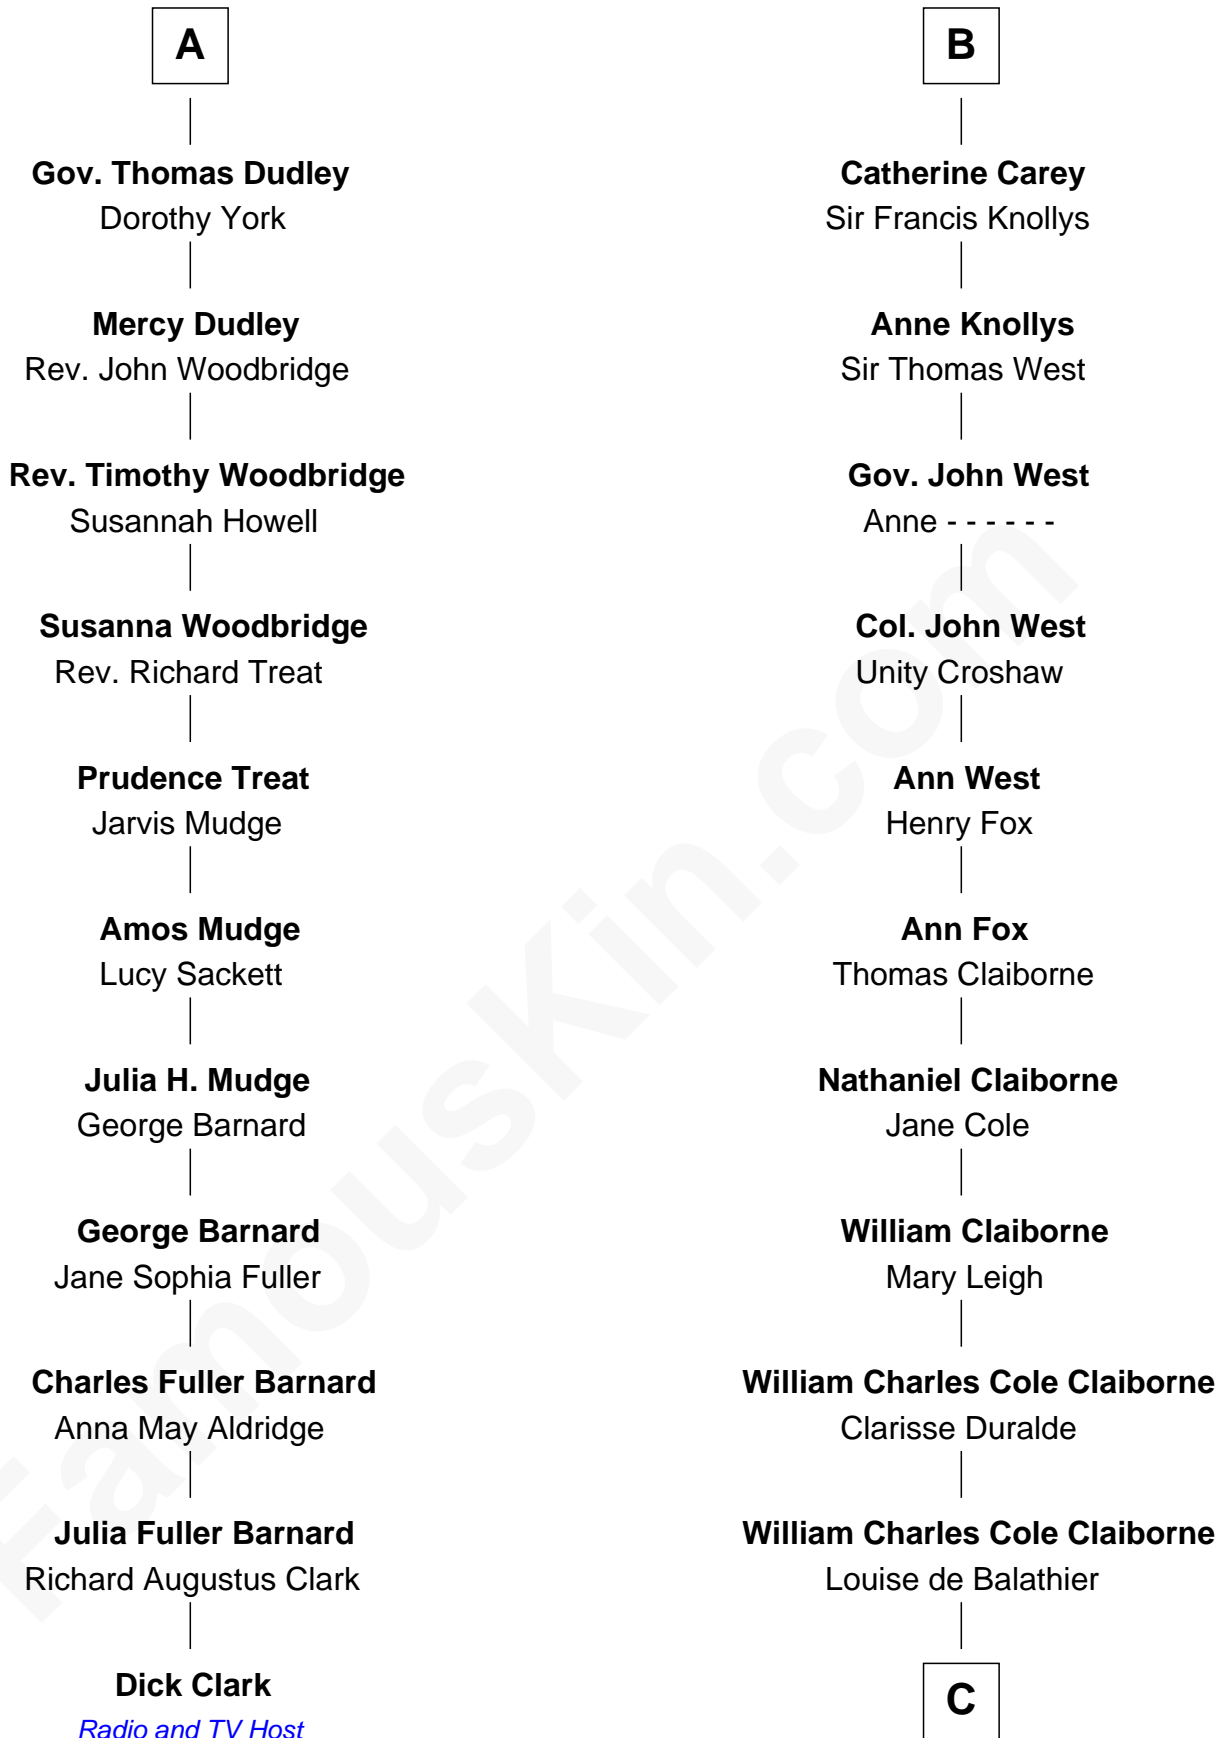 A
Gov. Thomas Dudley
Dorothy York
Mercy Dudley
Rev. John Woodbridge
Rev. Timothy Woodbridge
Susannah Howell
Susanna Woodbridge
Rev. Richard Treat
Prudence Treat
Jarvis Mudge
Amos Mudge
Lucy Sackett
Julia H. Mudge
George Barnard
George Barnard
Jane Sophia Fuller
Charles Fuller Barnard
Anna May Aldridge
Julia Fuller Barnard
Richard Augustus Clark
Dick Clark
Radio and TV Host
B
Catherine Carey
Sir Francis Knollys
Anne Knollys
Sir Thomas West
Gov. John West
Anne - - - - - -
Col. John West
Unity Croshaw
Ann West
Henry Fox
Ann Fox
Thomas Claiborne
Nathaniel Claiborne
Jane Cole
William Claiborne
Mary Leigh
William Charles Cole Claiborne
Clarisse Duralde
William Charles Cole Claiborne
Louise de Balathier
C
FamousKin.com